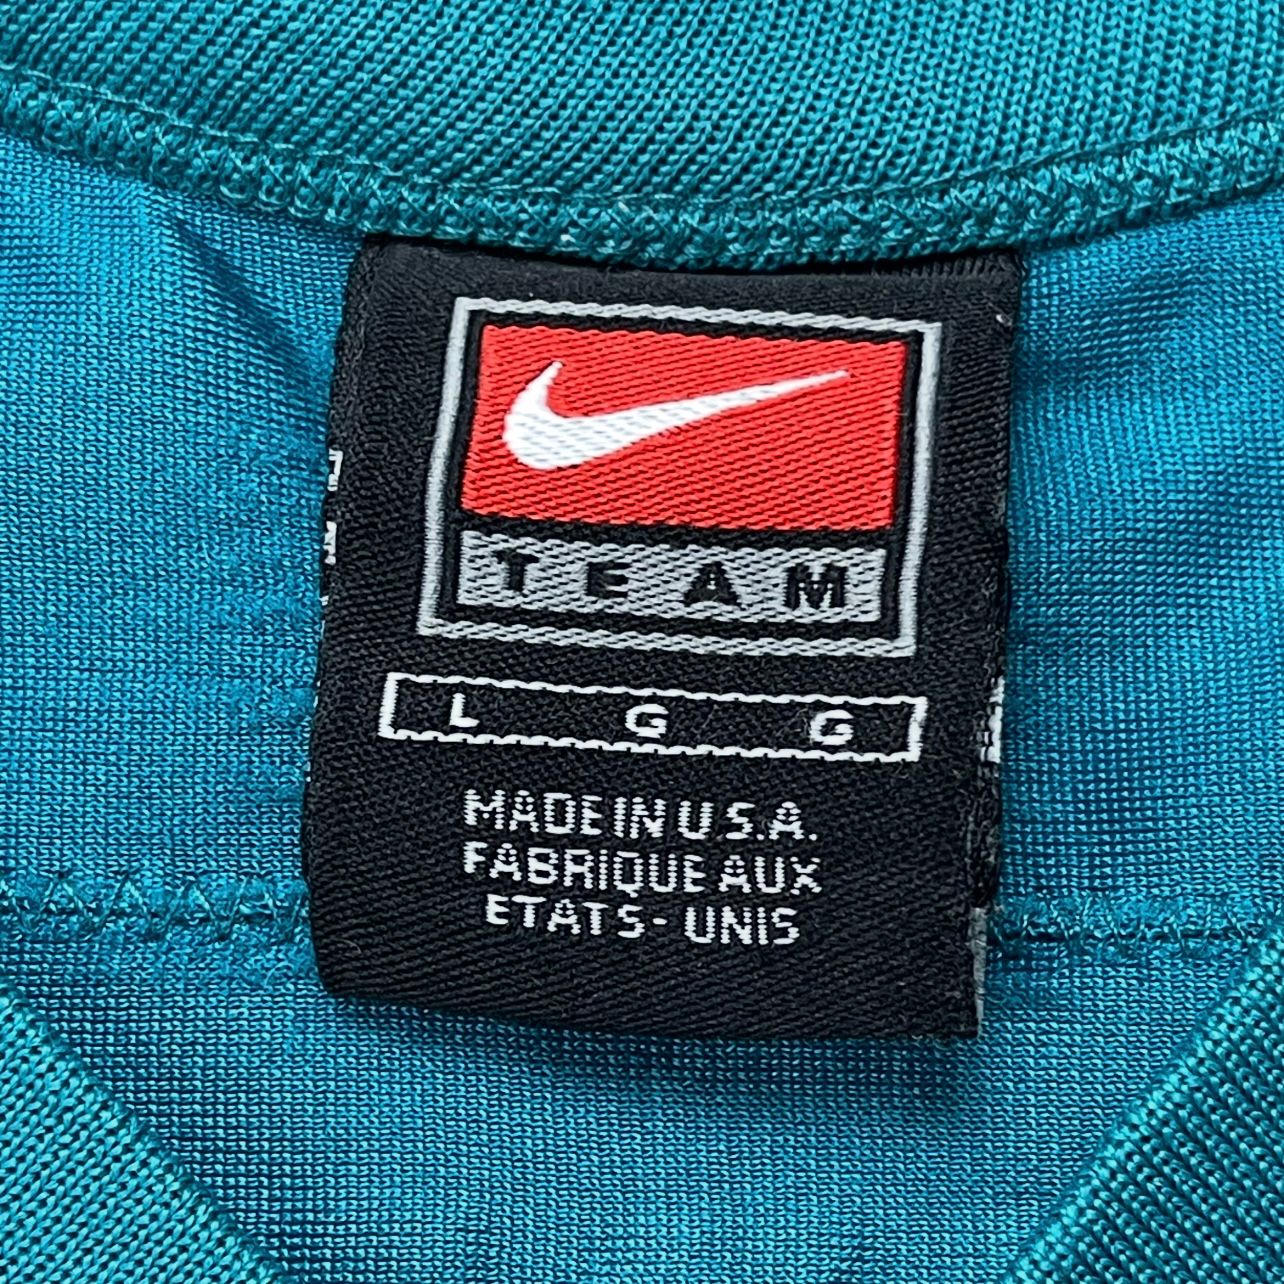 TEAM
L G G
MADE IN U.S.A.
FABRIQUE AUX
ETATS-UNIS